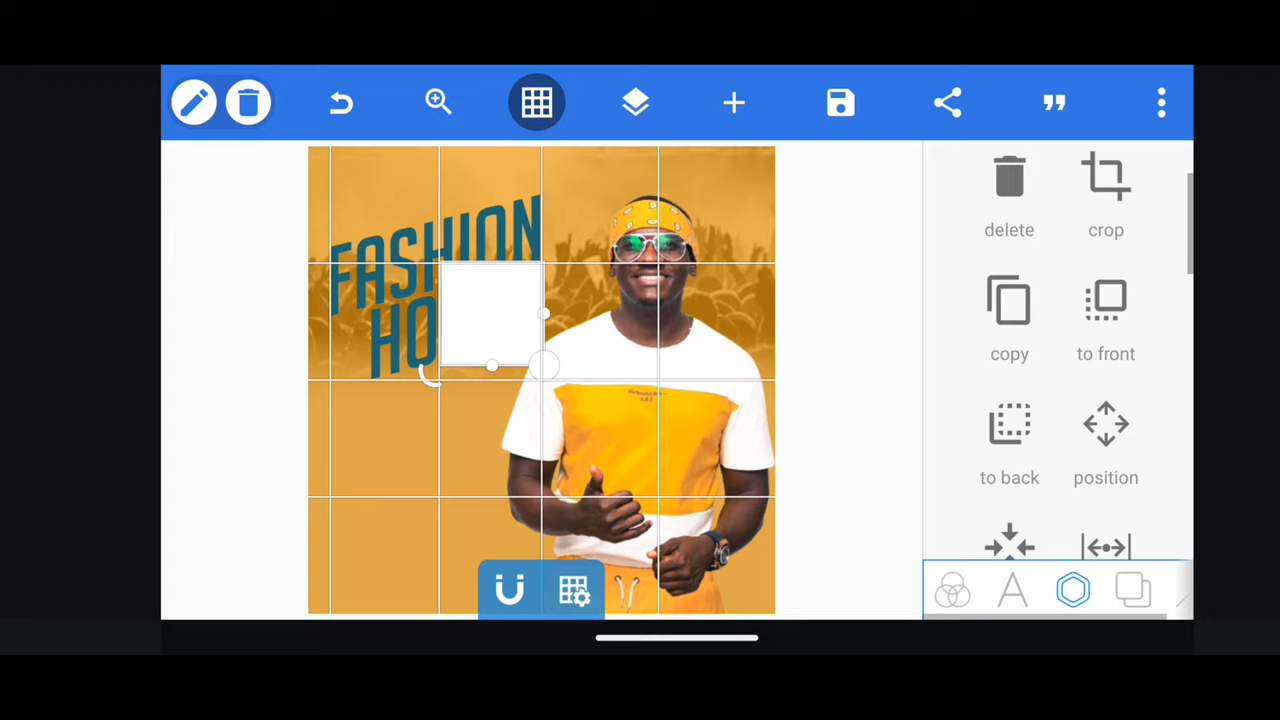 FASHION
HO
delete
crop
copy
to front
to back
position